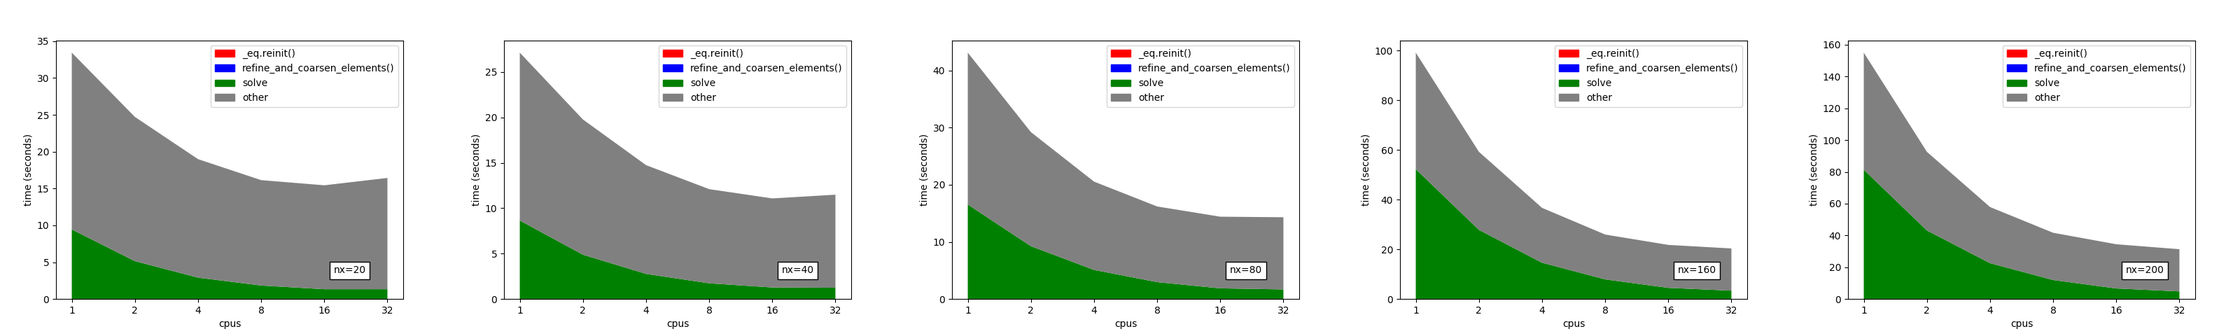 35
30
25
20
15
10
5
0
time (seconds)
_eq.reinit()
refine_and_coarsen_elements()
solve
other
nx=20
1 2 4 8 16 32
cpus
25
20
15
10
5
0
time (seconds)
_eq.reinit()
refine_and_coarsen_elements()
solve
other
nx=40
1 2 4 8 16 32
cpus
40
30
20
10
0
time (seconds)
_eq.reinit()
refine_and_coarsen_elements()
solve
other
nx=80
1 2 4 8 16 32
cpus
100
80
60
40
20
0
time (seconds)
_eq.reinit()
refine_and_coarsen_elements()
solve
other
nx=160
1 2 4 8 16 32
cpus
160
140
120
100
80
60
40
20
0
time (seconds)
_eq.reinit()
refine_and_coarsen_elements()
solve
other
nx=200
1 2 4 8 16 32
cpus